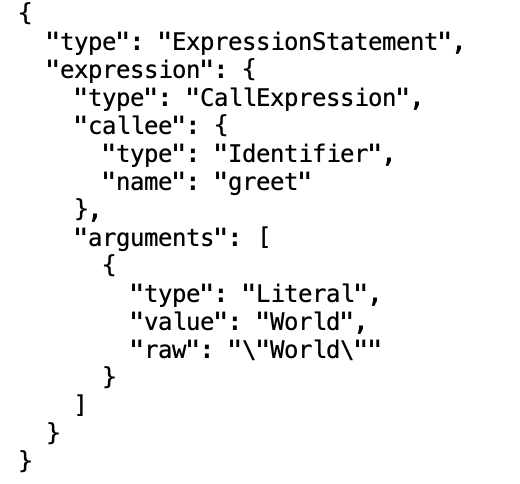 {
  "type": "ExpressionStatement",
  "expression": {
    "type": "CallExpression",
    "callee": {
      "type": "Identifier",
      "name": "greet"
    },
    "arguments": [
      {
        "type": "Literal",
        "value": "World",
        "raw": "\"World\""
      }
    ]
  }
}